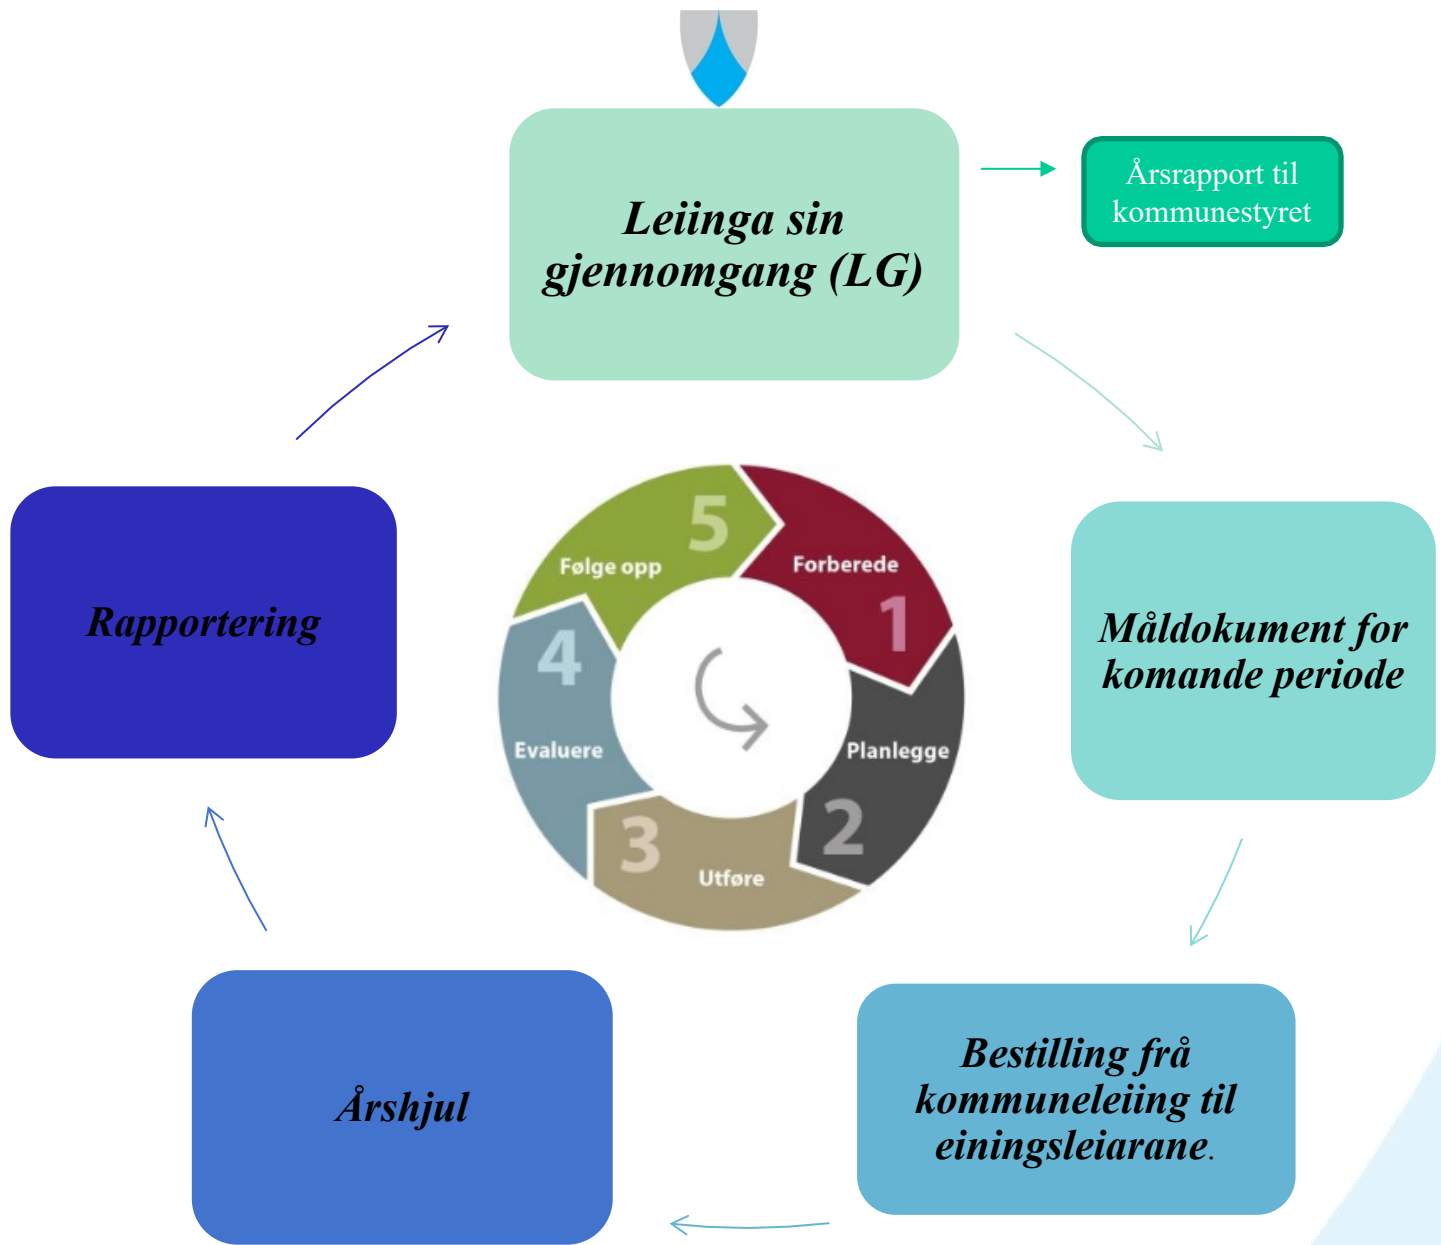 Leiinga sin
gjennomgang (LG)
Årsrapport til
kommunestyret
Måldokument for
komande periode
Bestilling frå
kommuneleiing til
einingsleiarane.
Årshjul
Rapportering
Forberede
1
Planlegge
2
3
Utføre
4
Evaluere
5
Følge opp